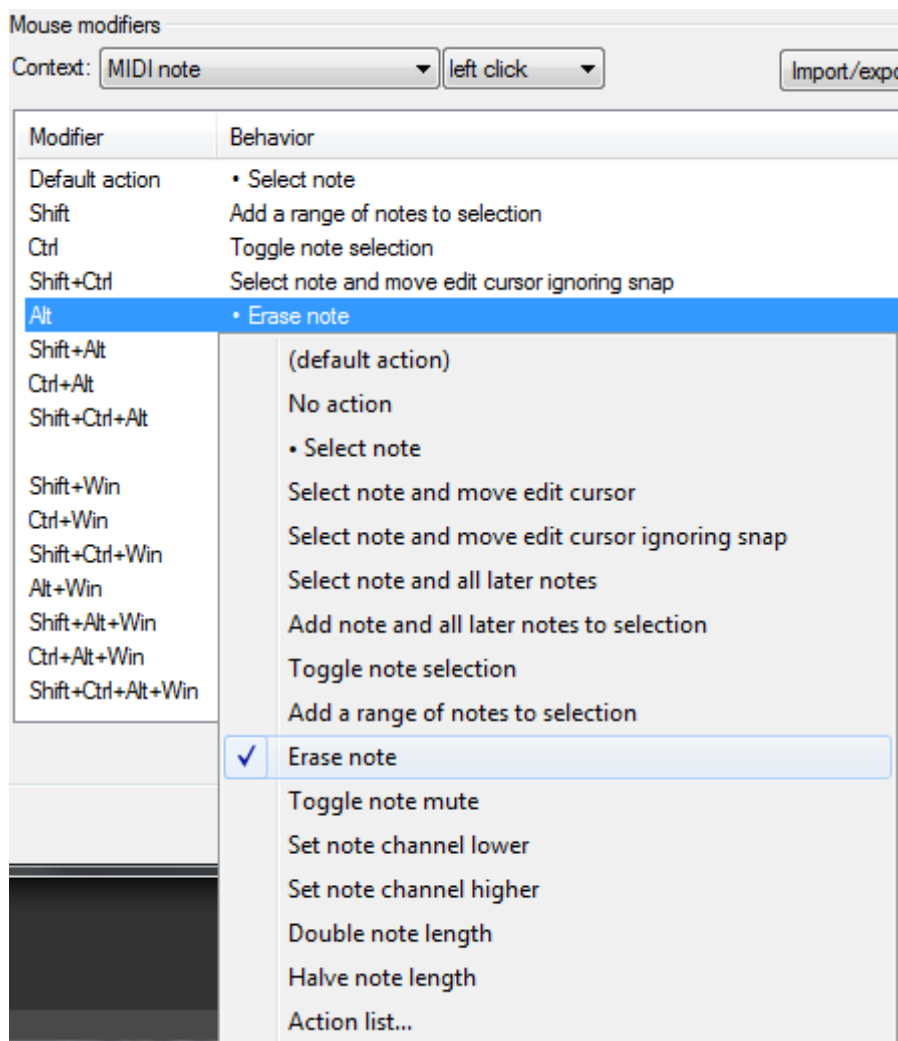 Mouse modifiers
Context: MIDI note left click Import/expo
Modifier Behavior
Default action • Select note
Shift Add a range of notes to selection
Ctrl Toggle note selection
Shift+Ctrl Select note and move edit cursor ignoring snap
Alt • Erase note
Shift+Alt
Ctrl+Alt
Shift+Ctrl+Alt
Shift+Win
Ctrl+Win
Shift+Ctrl+Win
Alt+Win
Shift+Alt+Win
Ctrl+Alt+Win
Shift+Ctrl+Alt+Win
(default action)
No action
• Select note
Select note and move edit cursor
Select note and move edit cursor ignoring snap
Select note and all later notes
Add note and all later notes to selection
Toggle note selection
Add a range of notes to selection
✓ Erase note
Toggle note mute
Set note channel lower
Set note channel higher
Double note length
Halve note length
Action list...